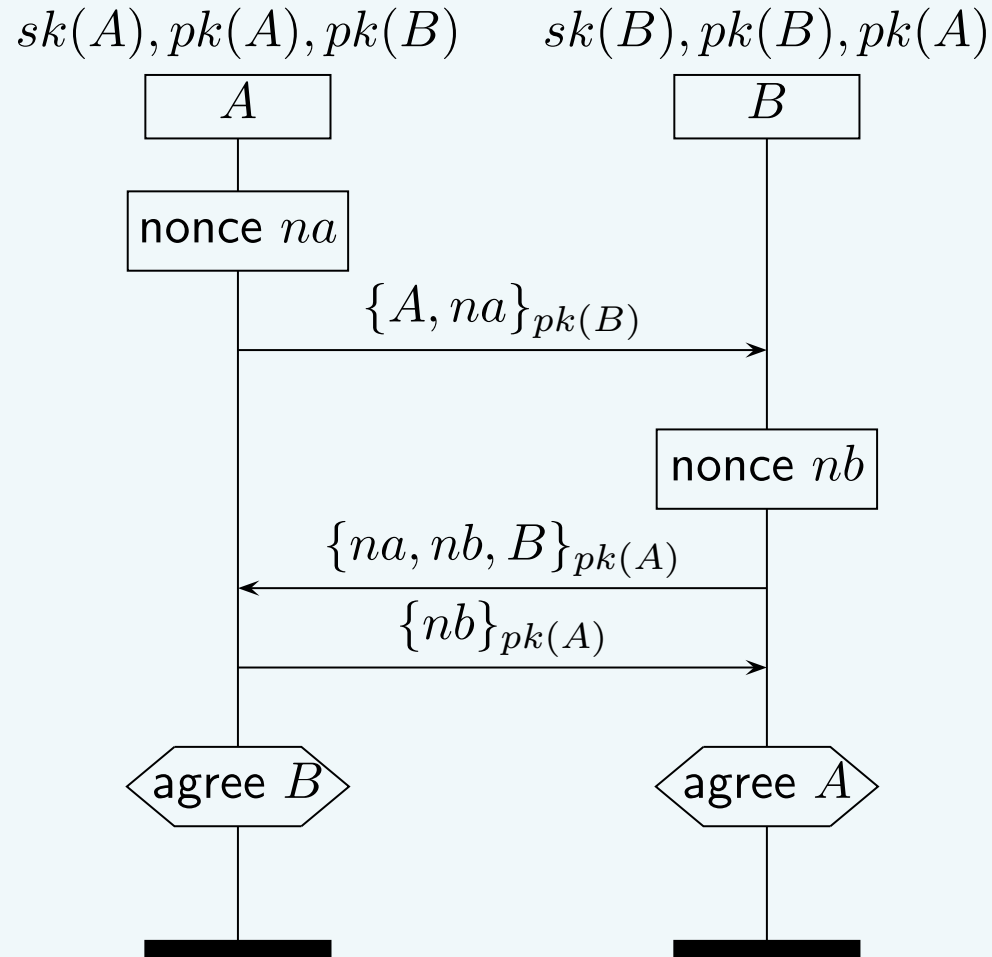 sk(A), pk(A), pk(B)
sk(B), pk(B), pk(A)
A
B
nonce na
{A, na}pk(B)
nonce nb
{na, nb, B}pk(A)
{nb}pk(A)
agree B
agree A